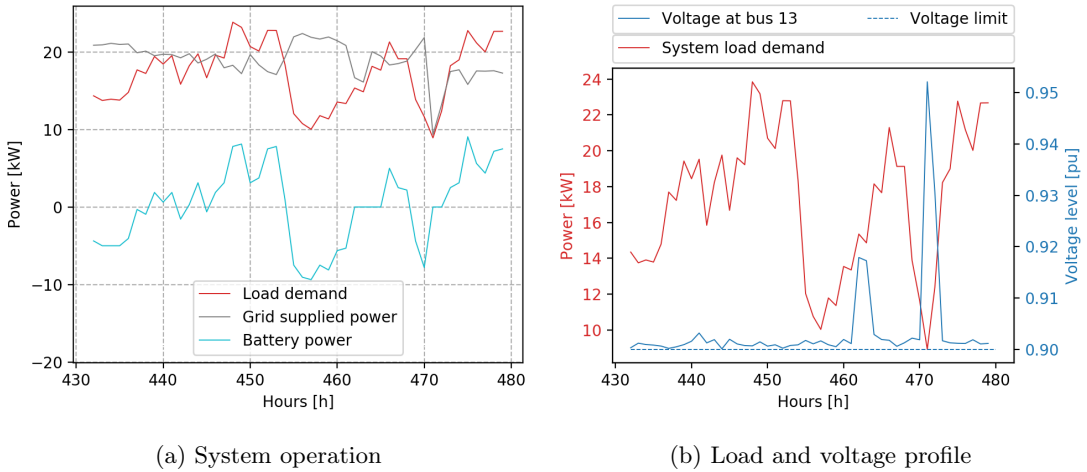 20
10
0
−10
−20
Power [kW]
430
440
450
460
470
480
Hours [h]
Load demand
Grid supplied power
Battery power
(a) System operation
Voltage at bus 13
Voltage limit
System load demand
24
22
20
18
16
14
12
10
Power [kW]
0.95
0.94
0.93
0.92
0.91
0.90
Voltage level [pu]
430
440
450
460
470
480
Hours [h]
(b) Load and voltage profile